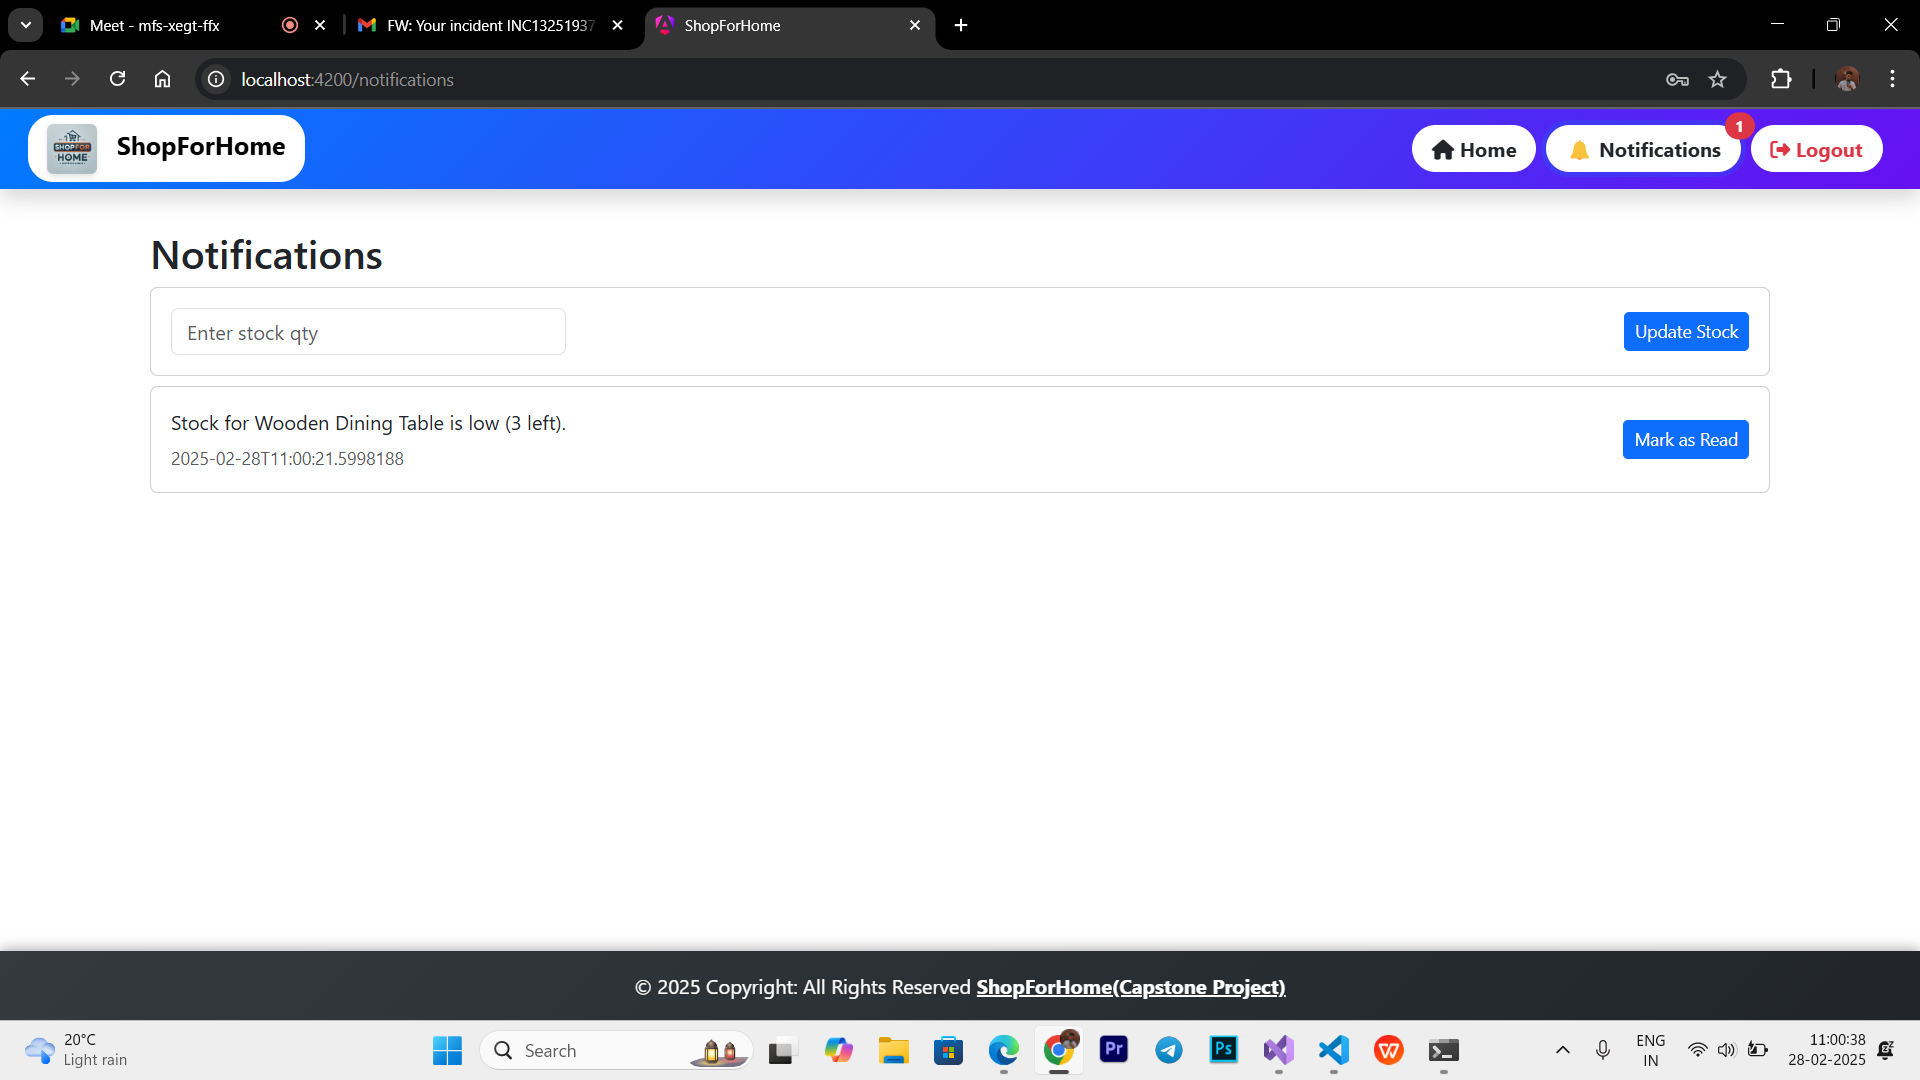 Meet - mfs-xegt-ffx
FW: Your incident INC13251937
ShopForHome
localhost:4200/notifications
SHOPFOR
HOME
ShopForHome
Home
Notifications
1
Logout
Notifications
Enter stock qty
Update Stock
Stock for Wooden Dining Table is low (3 left).
2025-02-28T11:00:21.5998188
Mark as Read
© 2025 Copyright: All Rights Reserved ShopForHome(Capstone Project)
20°C
Light rain
Search
Pr
Ps
W
ENG
IN
11:00:38
28-02-2025